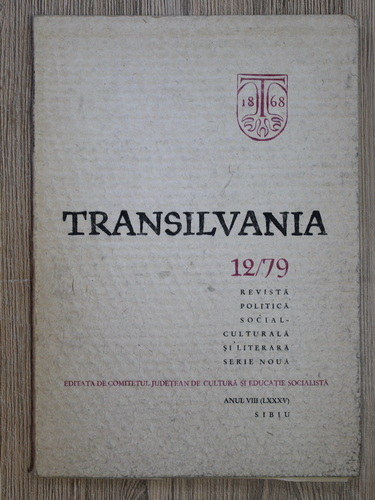 18 68
TRANSILVANIA
12/79
REVISTĂ
POLITICĂ
SOCIAL-
CULTURALĂ
ȘI LITERARĂ
SERIE NOUĂ
EDITATĂ DE COMITETUL JUDEȚEAN DE CULTURĂ ȘI EDUCAȚIE SOCIALISTĂ
ANUL VIII (LXXXV)
SIBIU